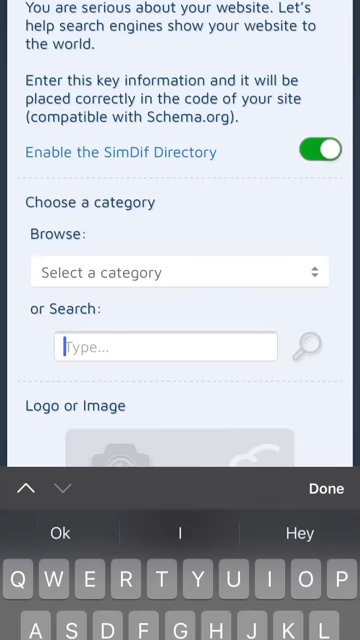 You are serious about your website. Let's
help search engines show your website to
the world.
Enter this key information and it will be
placed correctly in the code of your site
(compatible with Schema.org).
Enable the SimDif Directory
Choose a category
Browse:
Select a category
or Search:
Type...
Logo or Image
Done
Ok I Hey
Q W E R T Y U I O P
A S D F G H J K L